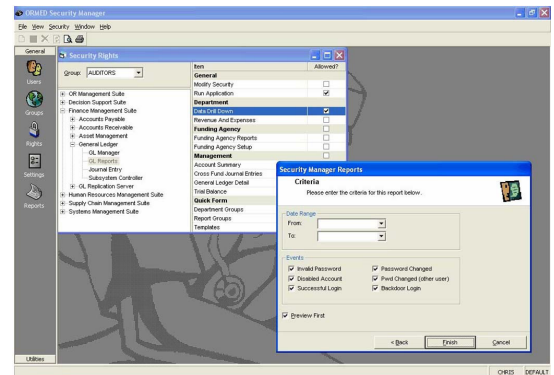 ORMED Security Manager
File View Security Window Help
General
Users
Groups
Rights
Settings
Reports
Utilities
Security Rights
Group: AUDITORS
OR Management Suite
Decision Support Suite
Finance Management Suite
Accounts Payable
Accounts Receivable
Asset Management
General Ledger
GL Manager
GL Reports
Journal Entry
Subsystem Controller
GL Replication Server
Human Resources Management Suite
Supply Chain Management Suite
Systems Management Suite
Item Allowed?
General
Modify Security
Run Application
Department
Data Drill Down
Revenue And Expenses
Funding Agency
Funding Agency Reports
Funding Agency Setup
Management
Account Summary
Cross Fund Journal Entries
General Ledger Detail
Trial Balance
Quick Form
Department Groups
Report Groups
Templates
Security Manager Reports
Criteria
Please enter the criteria for this report below.
Date Range
From:
To:
Events
Invalid Password Password Changed
Disabled Account Pwd Changed (other user)
Successful Login Backdoor Login
Preview First
< Back Finish Cancel
CHRIS DEFAULT